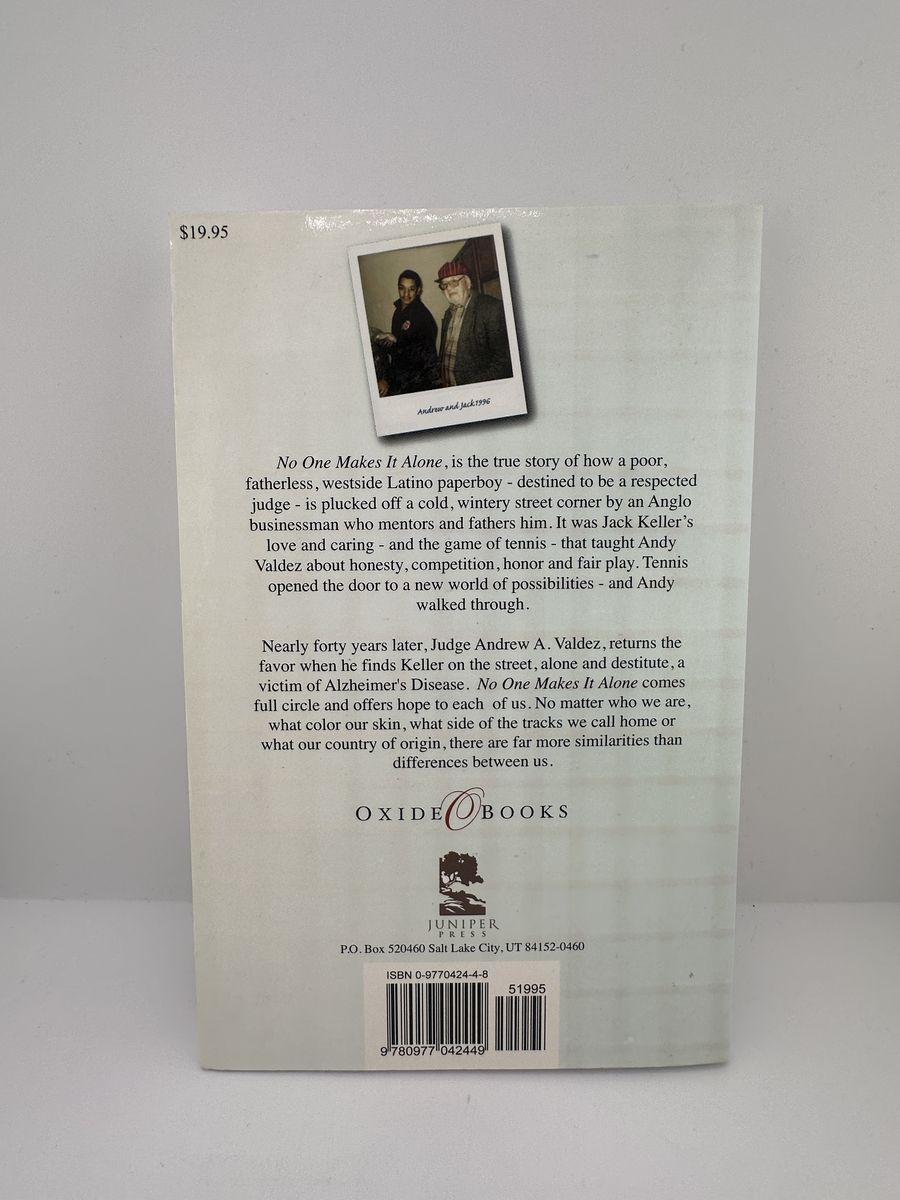 $19.95
Andrew and Jack 1996
No One Makes It Alone, is the true story of how a poor,
fatherless, westside Latino paperboy - destined to be a respected
judge - is plucked off a cold, wintery street corner by an Anglo
businessman who mentors and fathers him. It was Jack Keller's
love and caring - and the game of tennis - that taught Andy
Valdez about honesty, competition, honor and fair play. Tennis
opened the door to a new world of possibilities - and Andy
walked through.
Nearly forty years later, Judge Andrew A. Valdez, returns the
favor when he finds Keller on the street, alone and destitute, a
victim of Alzheimer's Disease. No One Makes It Alone comes
full circle and offers hope to each of us. No matter who we are,
what color our skin, what side of the tracks we call home or
what our country of origin, there are far more similarities than
differences between us.
OXIDE O BOOKS
JUNIPER
PRESS
P.O. Box 520460 Salt Lake City, UT 84152-0460
ISBN 0-9770424-4-8
51995
9 780977 042449